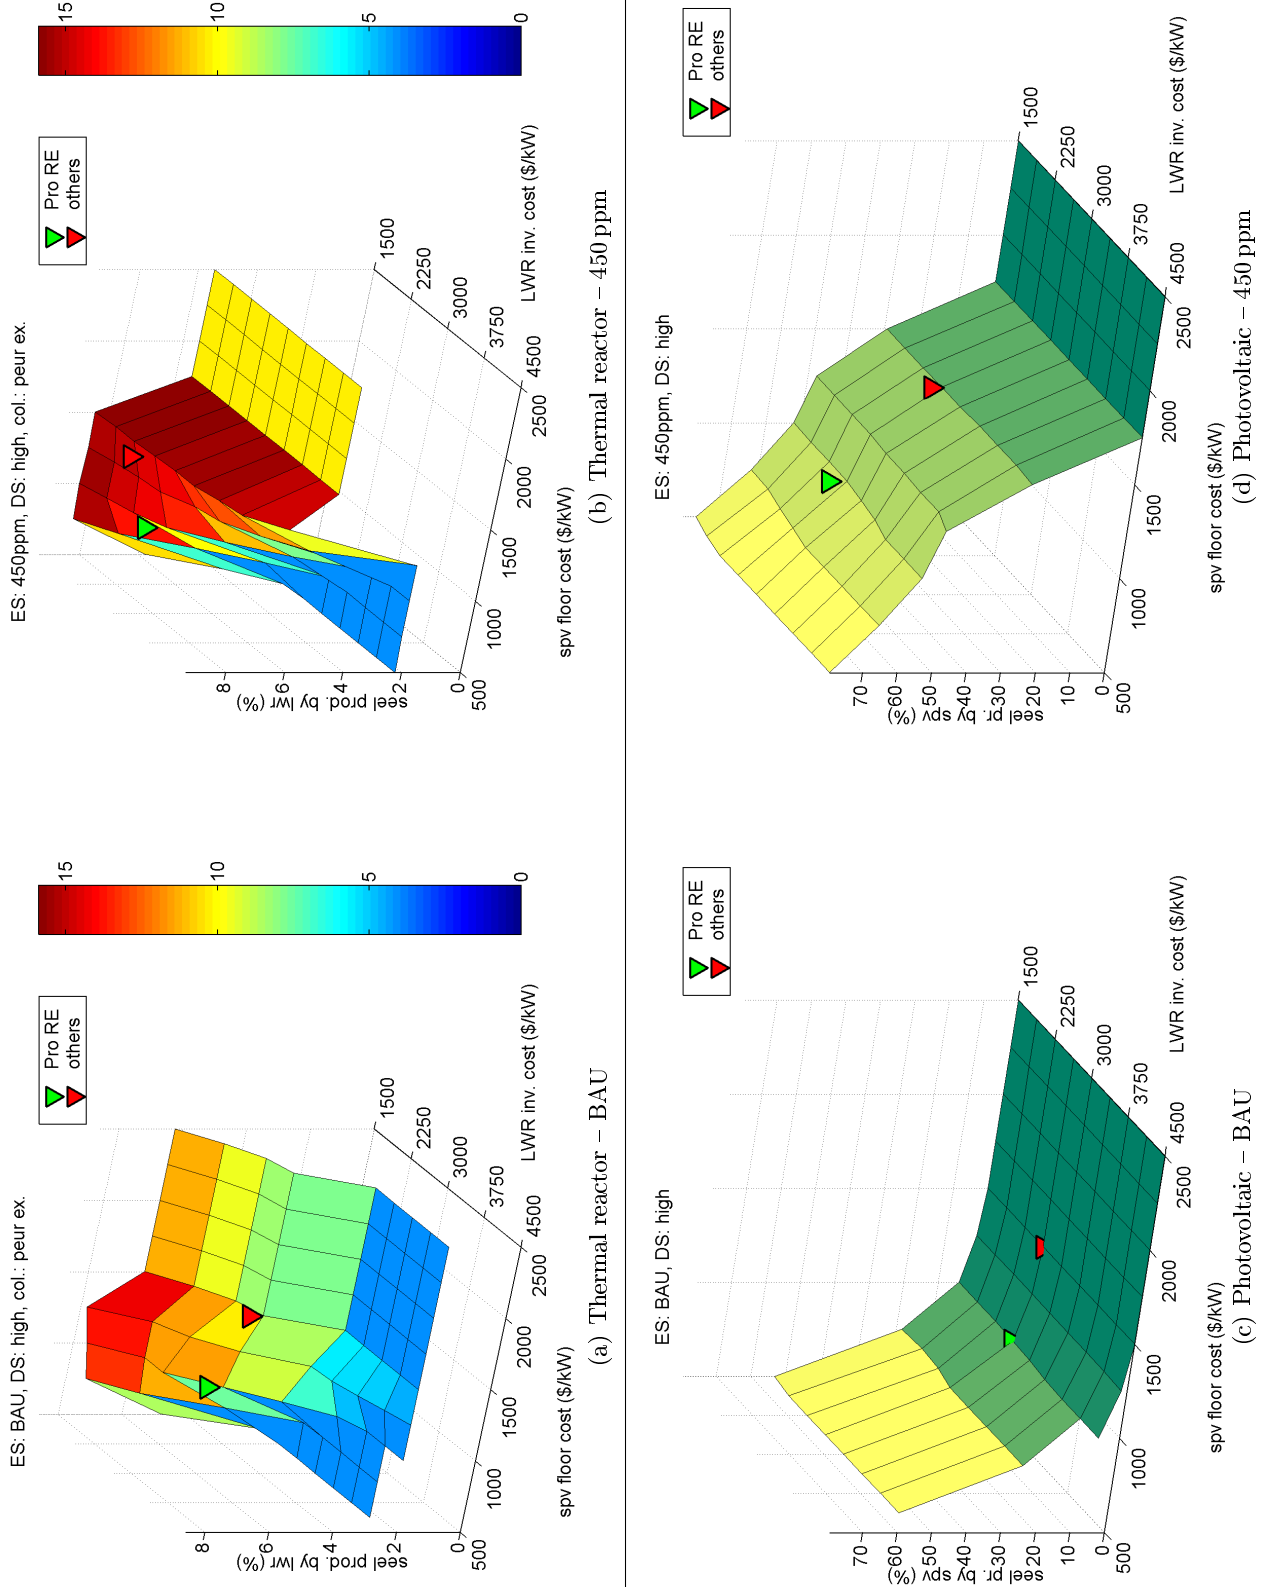 ES: BAU, DS: high, col.: peur ex.
Pro RE
others
15
10
5
0
8
6
4
2
0
seel prod. by lwr (%)
500
1000
1500
2000
2500
spv floor cost ($/kW)
1500
2250
3000
3750
4500
LWR inv. cost ($/kW)
(a) Thermal reactor – BAU
ES: 450ppm, DS: high, col.: peur ex.
Pro RE
others
15
10
5
0
8
6
4
2
0
seel prod. by lwr (%)
500
1000
1500
2000
2500
spv floor cost ($/kW)
1500
2250
3000
3750
4500
LWR inv. cost ($/kW)
(b) Thermal reactor – 450 ppm
ES: BAU, DS: high
Pro RE
others
70
60
50
40
30
20
10
0
seel pr. by spv (%)
500
1000
1500
2000
2500
spv floor cost ($/kW)
1500
2250
3000
3750
4500
LWR inv. cost ($/kW)
(c) Photovoltaic – BAU
ES: 450ppm, DS: high
Pro RE
others
70
60
50
40
30
20
10
0
seel pr. by spv (%)
500
1000
1500
2000
2500
spv floor cost ($/kW)
1500
2250
3000
3750
4500
LWR inv. cost ($/kW)
(d) Photovoltaic – 450 ppm